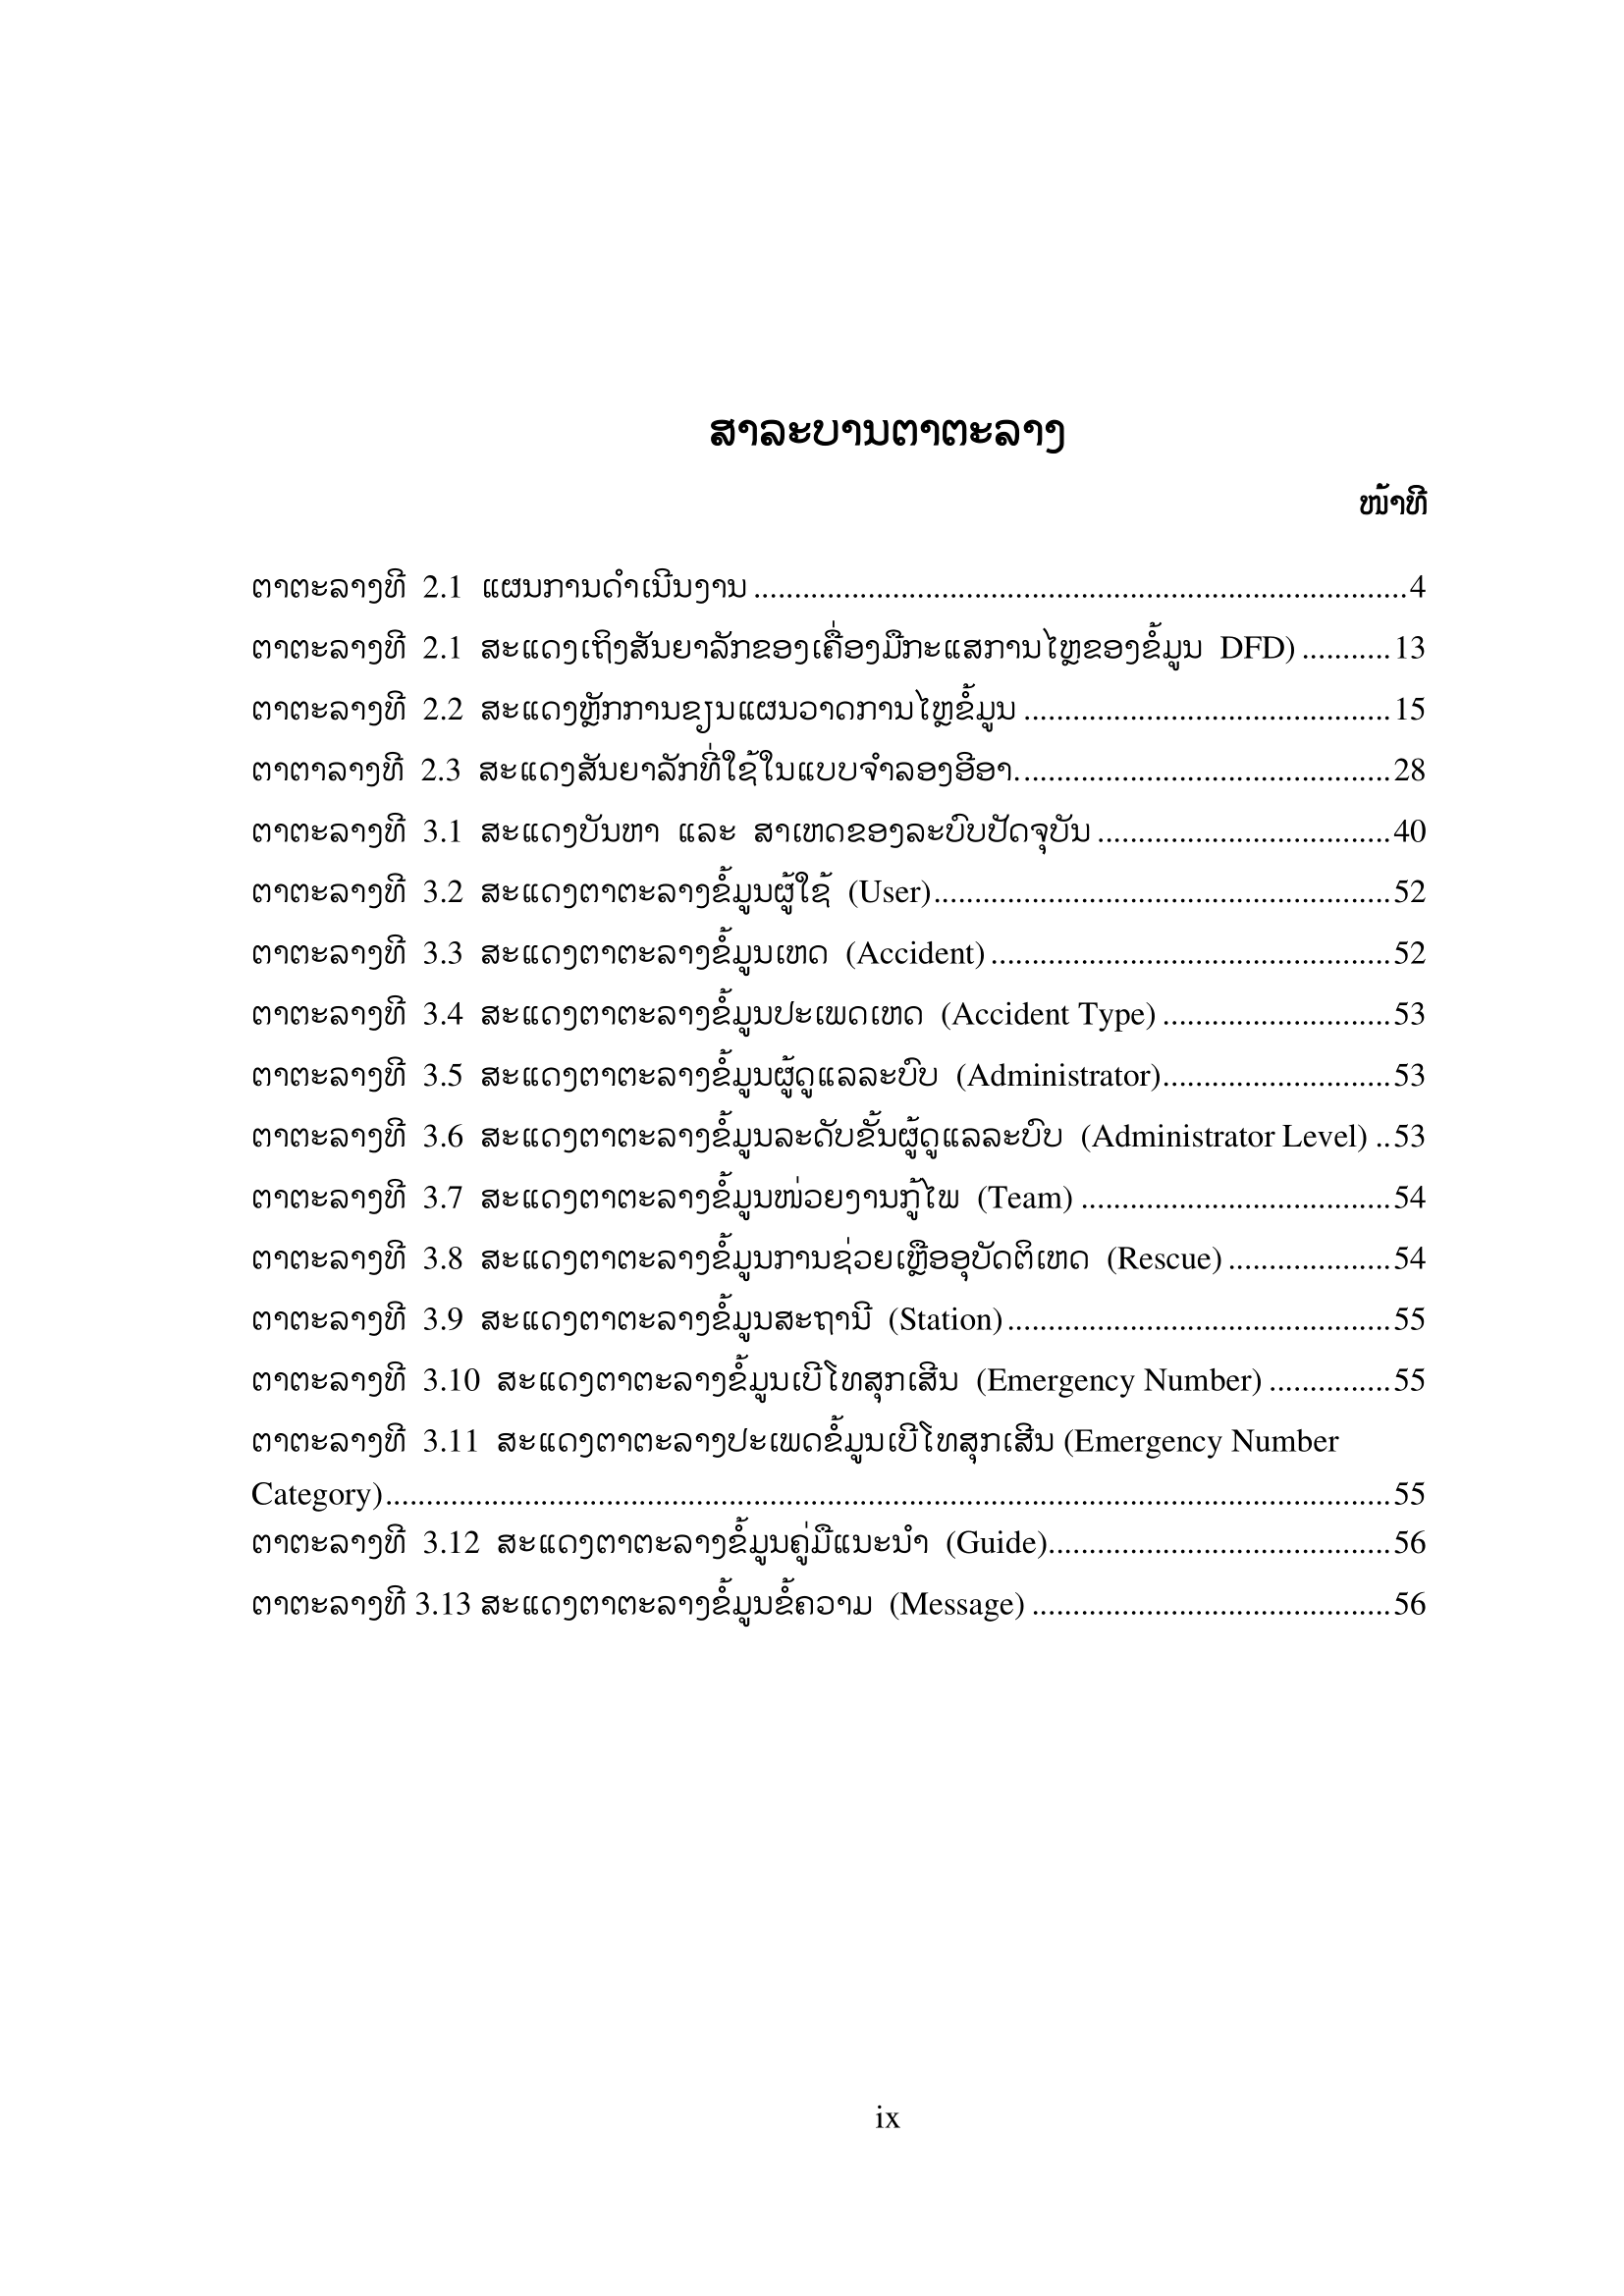 ສາລະບານຕາຕະລາງ
ໜ້າທີ
ຕາຕະລາງທີ 2.1 ແຜນການດຳເນີນງານ................................................................................4
ຕາຕະລາງທີ 2.1 ສະແດງເຖິງສັນຍາລັກຂອງເຄື່ອງມືກະແສການໄຫຼຂອງຂໍ້ມູນ DFD)...........13
ຕາຕະລາງທີ 2.2 ສະແດງຫຼັກການຂຽນແຜນວາດການໄຫຼຂໍ້ມູນ.............................................15
ຕາຕາລາງທີ 2.3 ສະແດງສັນຍາລັກທີ່ໃຊ້ໃນແບບຈຳລອງອີອາ..............................................28
ຕາຕະລາງທີ 3.1 ສະແດງບັນຫາ ແລະ ສາເຫດຂອງລະບົບປັດຈຸບັນ....................................40
ຕາຕະລາງທີ 3.2 ສະແດງຕາຕະລາງຂໍ້ມູນຜູ້ໃຊ້ (User)........................................................52
ຕາຕະລາງທີ 3.3 ສະແດງຕາຕະລາງຂໍ້ມູນເຫດ (Accident).................................................52
ຕາຕະລາງທີ 3.4 ສະແດງຕາຕະລາງຂໍ້ມູນປະເພດເຫດ (Accident Type)............................53
ຕາຕະລາງທີ 3.5 ສະແດງຕາຕະລາງຂໍ້ມູນຜູ້ດູແລລະບົບ (Administrator)............................53
ຕາຕະລາງທີ 3.6 ສະແດງຕາຕະລາງຂໍ້ມູນລະດັບຂັ້ນຜູ້ດູແລລະບົບ (Administrator Level)..53
ຕາຕະລາງທີ 3.7 ສະແດງຕາຕະລາງຂໍ້ມູນໜ່ວຍງານກູ້ໄພ (Team)......................................54
ຕາຕະລາງທີ 3.8 ສະແດງຕາຕະລາງຂໍ້ມູນການຊ່ວຍເຫຼືອອຸບັດຕິເຫດ (Rescue)....................54
ຕາຕະລາງທີ 3.9 ສະແດງຕາຕະລາງຂໍ້ມູນສະຖານີ (Station)...............................................55
ຕາຕະລາງທີ 3.10 ສະແດງຕາຕະລາງຂໍ້ມູນເບີໂທສຸກເສີນ (Emergency Number)...............55
ຕາຕະລາງທີ 3.11 ສະແດງຕາຕະລາງປະເພດຂໍ້ມູນເບີໂທສຸກເສີນ (Emergency Number
Category)...........................................................................................................................55
ຕາຕະລາງທີ 3.12 ສະແດງຕາຕະລາງຂໍ້ມູນຄູ່ມືແນະນຳ (Guide)..........................................56
ຕາຕະລາງທີ 3.13 ສະແດງຕາຕະລາງຂໍ້ມູນຂໍ້ຄວາມ (Message)............................................56
ix